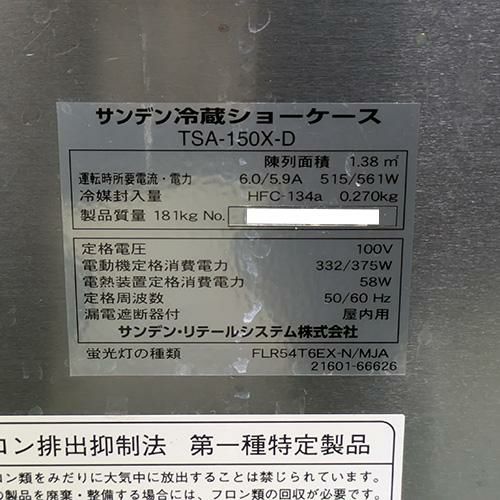 サンデン冷蔵ショーケース
TSA-150X-D
陳列面積 1.38㎡
運転時所要電流・電力 6.0/5.9A 515/561W
冷媒封入量 HFC-134a 0.270kg
製品質量 181kg No.
定格電圧 100V
電動機定格消費電力 332/375W
電熱装置定格消費電力 58W
定格周波数 50/60 Hz
漏電遮断器付 屋内用
サンデン・リテールシステム株式会社
蛍光灯の種類 FLR54T6EX-N/MJA
21601-66626
ロン排出抑制法 第一種特定製品
ロン類をみだりに大気中に放出することは禁じられています。
の製品を廃棄・整備する場合には、フロン類の回収が必要です。